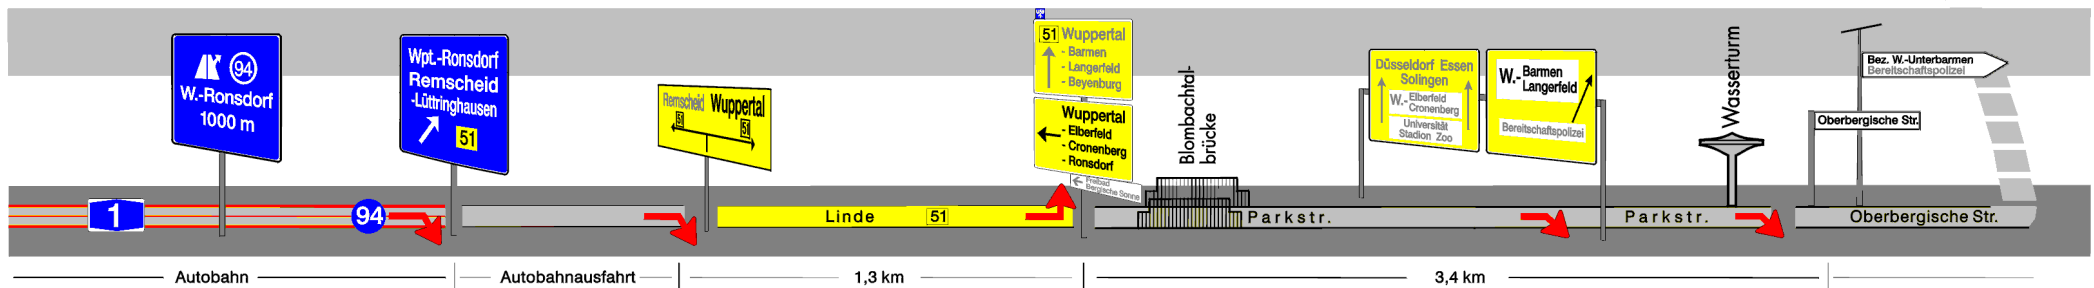 94
W.-Ronsdorf
1000 m
Wpt.-Ronsdorf
Remscheid
-Lüttringhausen
51
Remscheid Wuppertal
51 51
51 Wuppertal
- Barmen
- Langerfeld
- Beyenburg
Wuppertal
- Elberfeld
- Cronenberg
- Ronsdorf
Freibad
Bergische Sonne
Blombachtal-
brücke
Düsseldorf Essen
Solingen
W.- Elberfeld
Cronenberg
Universität
Stadion Zoo
W.- Barmen
Langerfeld
Bereitschaftspolizei
Wasserturm
Bez. W.-Unterbarmen
Bereitschaftspolizei
Oberbergische Str.
1
94
Linde 51
Parkstr.
Parkstr.
Oberbergische Str.
Autobahn
Autobahnausfahrt
1,3 km
3,4 km